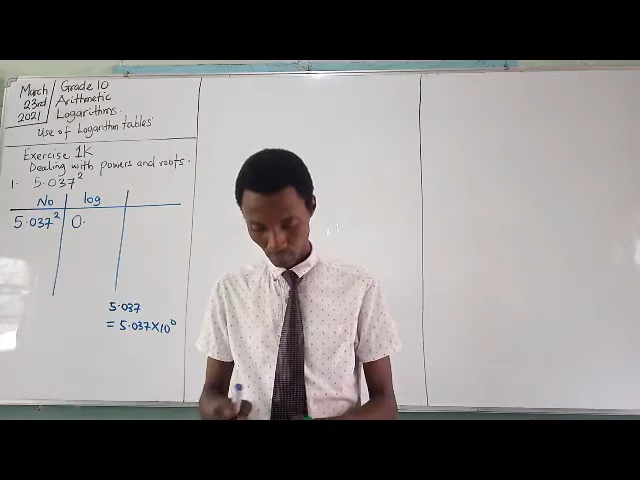 March 23rd 2021
Grade 10
Arithmetic
Logarithms.
Use of Logarithm tables
Exercise 1K
Dealing with powers and roots.
1. 5.037²
No log
5.037² 0.
5.037
= 5.037×10⁰